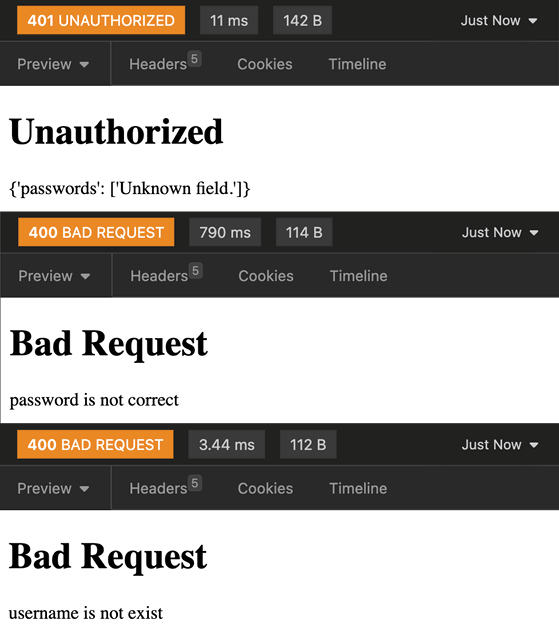 401 UNAUTHORIZED 11 ms 142 B Just Now
Preview Headers 5 Cookies Timeline
Unauthorized
{'passwords': ['Unknown field.']}
400 BAD REQUEST 790 ms 114 B Just Now
Preview Headers 5 Cookies Timeline
Bad Request
password is not correct
400 BAD REQUEST 3.44 ms 112 B Just Now
Preview Headers 5 Cookies Timeline
Bad Request
username is not exist